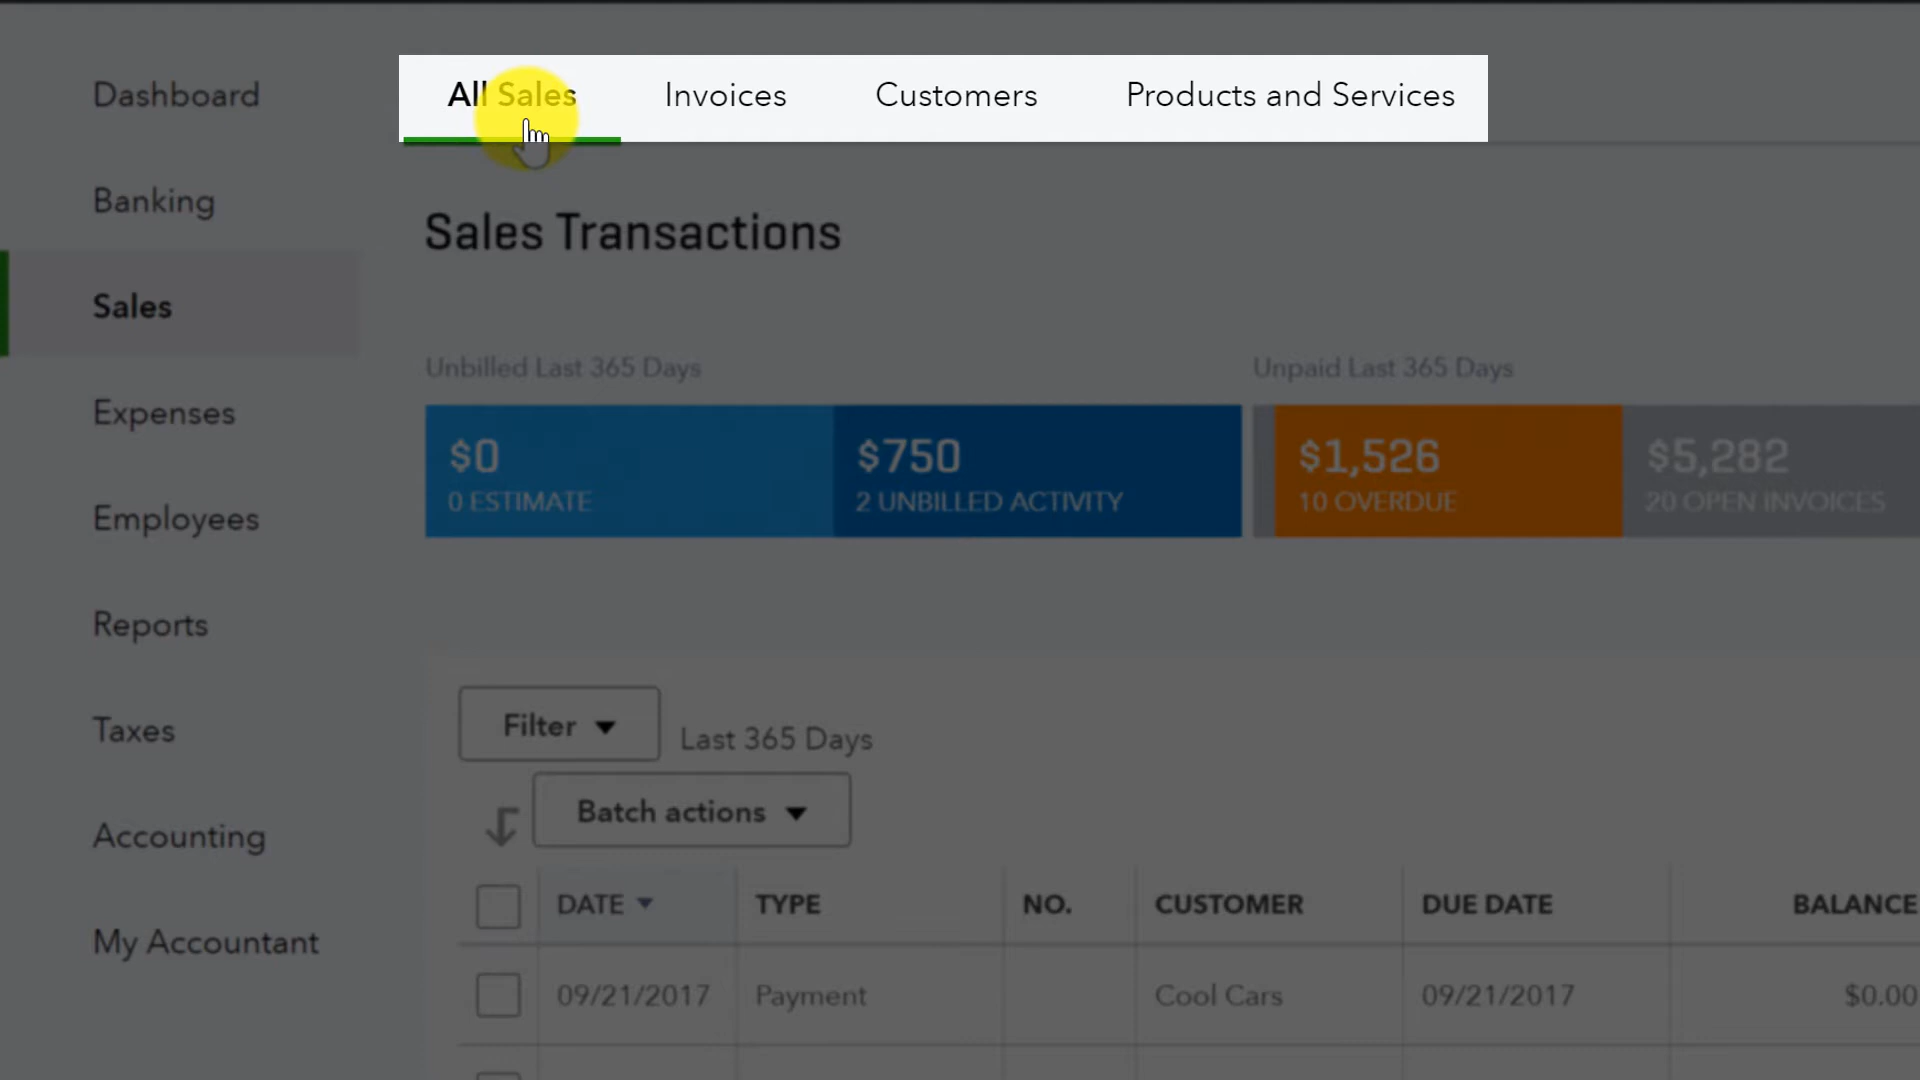 All Sales Invoices Customers Products and Services
Dashboard
Banking
Sales
Expenses
Employees
Reports
Taxes
Accounting
My Accountant
Sales Transactions
Unbilled Last 365 Days
$0
0 ESTIMATE
$750
2 UNBILLED ACTIVITY
Unpaid Last 365 Days
$1,526
10 OVERDUE
$5,282
20 OPEN INVOICES
Filter
Last 365 Days
Batch actions
DATE TYPE NO. CUSTOMER DUE DATE BALANCE
09/21/2017 Payment Cool Cars 09/21/2017 $0.00